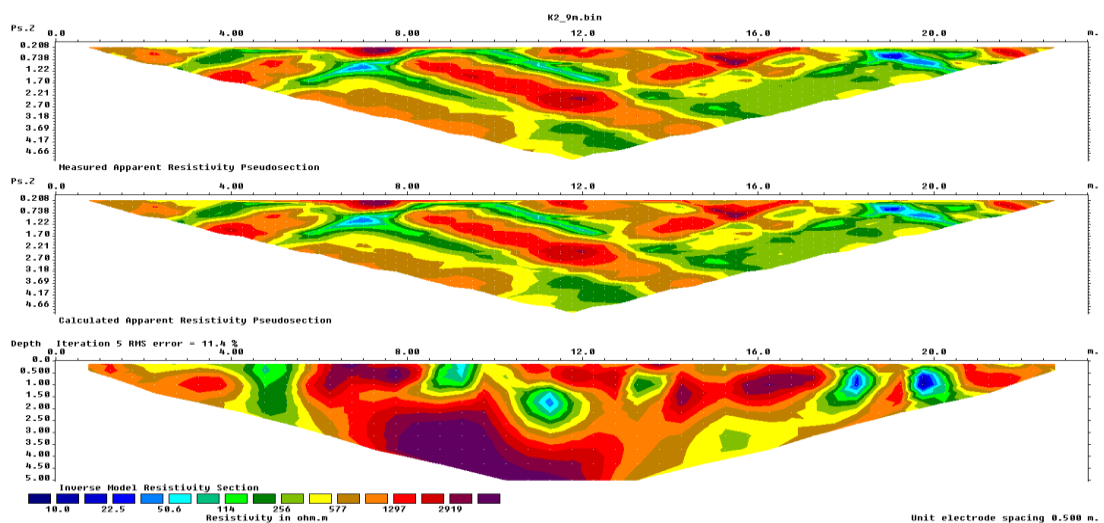 K2_9m.bin
Ps.Z 0.0 4.00 8.00 12.0 16.0 20.0 m.
0.208
0.738
1.22
1.70
2.21
2.70
3.18
3.69
4.17
4.66
Measured Apparent Resistivity Pseudosection
Ps.Z 0.0 4.00 8.00 12.0 16.0 20.0 m.
0.208
0.738
1.22
1.70
2.21
2.70
3.18
3.69
4.17
4.66
Calculated Apparent Resistivity Pseudosection
Depth Iteration 5 RMS error = 11.4 %
0.0 4.00 8.00 12.0 16.0 20.0 m.
0.0
0.500
1.00
1.50
2.00
2.50
3.00
3.50
4.00
4.50
5.00
Inverse Model Resistivity Section
10.0 22.5 50.6 114 256 577 1297 2919
Resistivity in ohm.m
Unit electrode spacing 0.500 m.